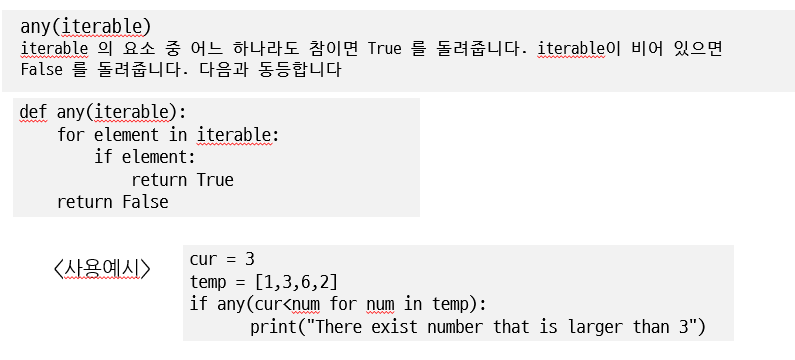 any(iterable)
iterable 의 요소 중 어느 하나라도 참이면 True 를 돌려줍니다. iterable이 비어 있으면
False 를 돌려줍니다. 다음과 동등합니다
def any(iterable):
    for element in iterable:
        if element:
            return True
    return False
<사용예시>
cur = 3
temp = [1,3,6,2]
if any(cur<num for num in temp):
      print("There exist number that is larger than 3")